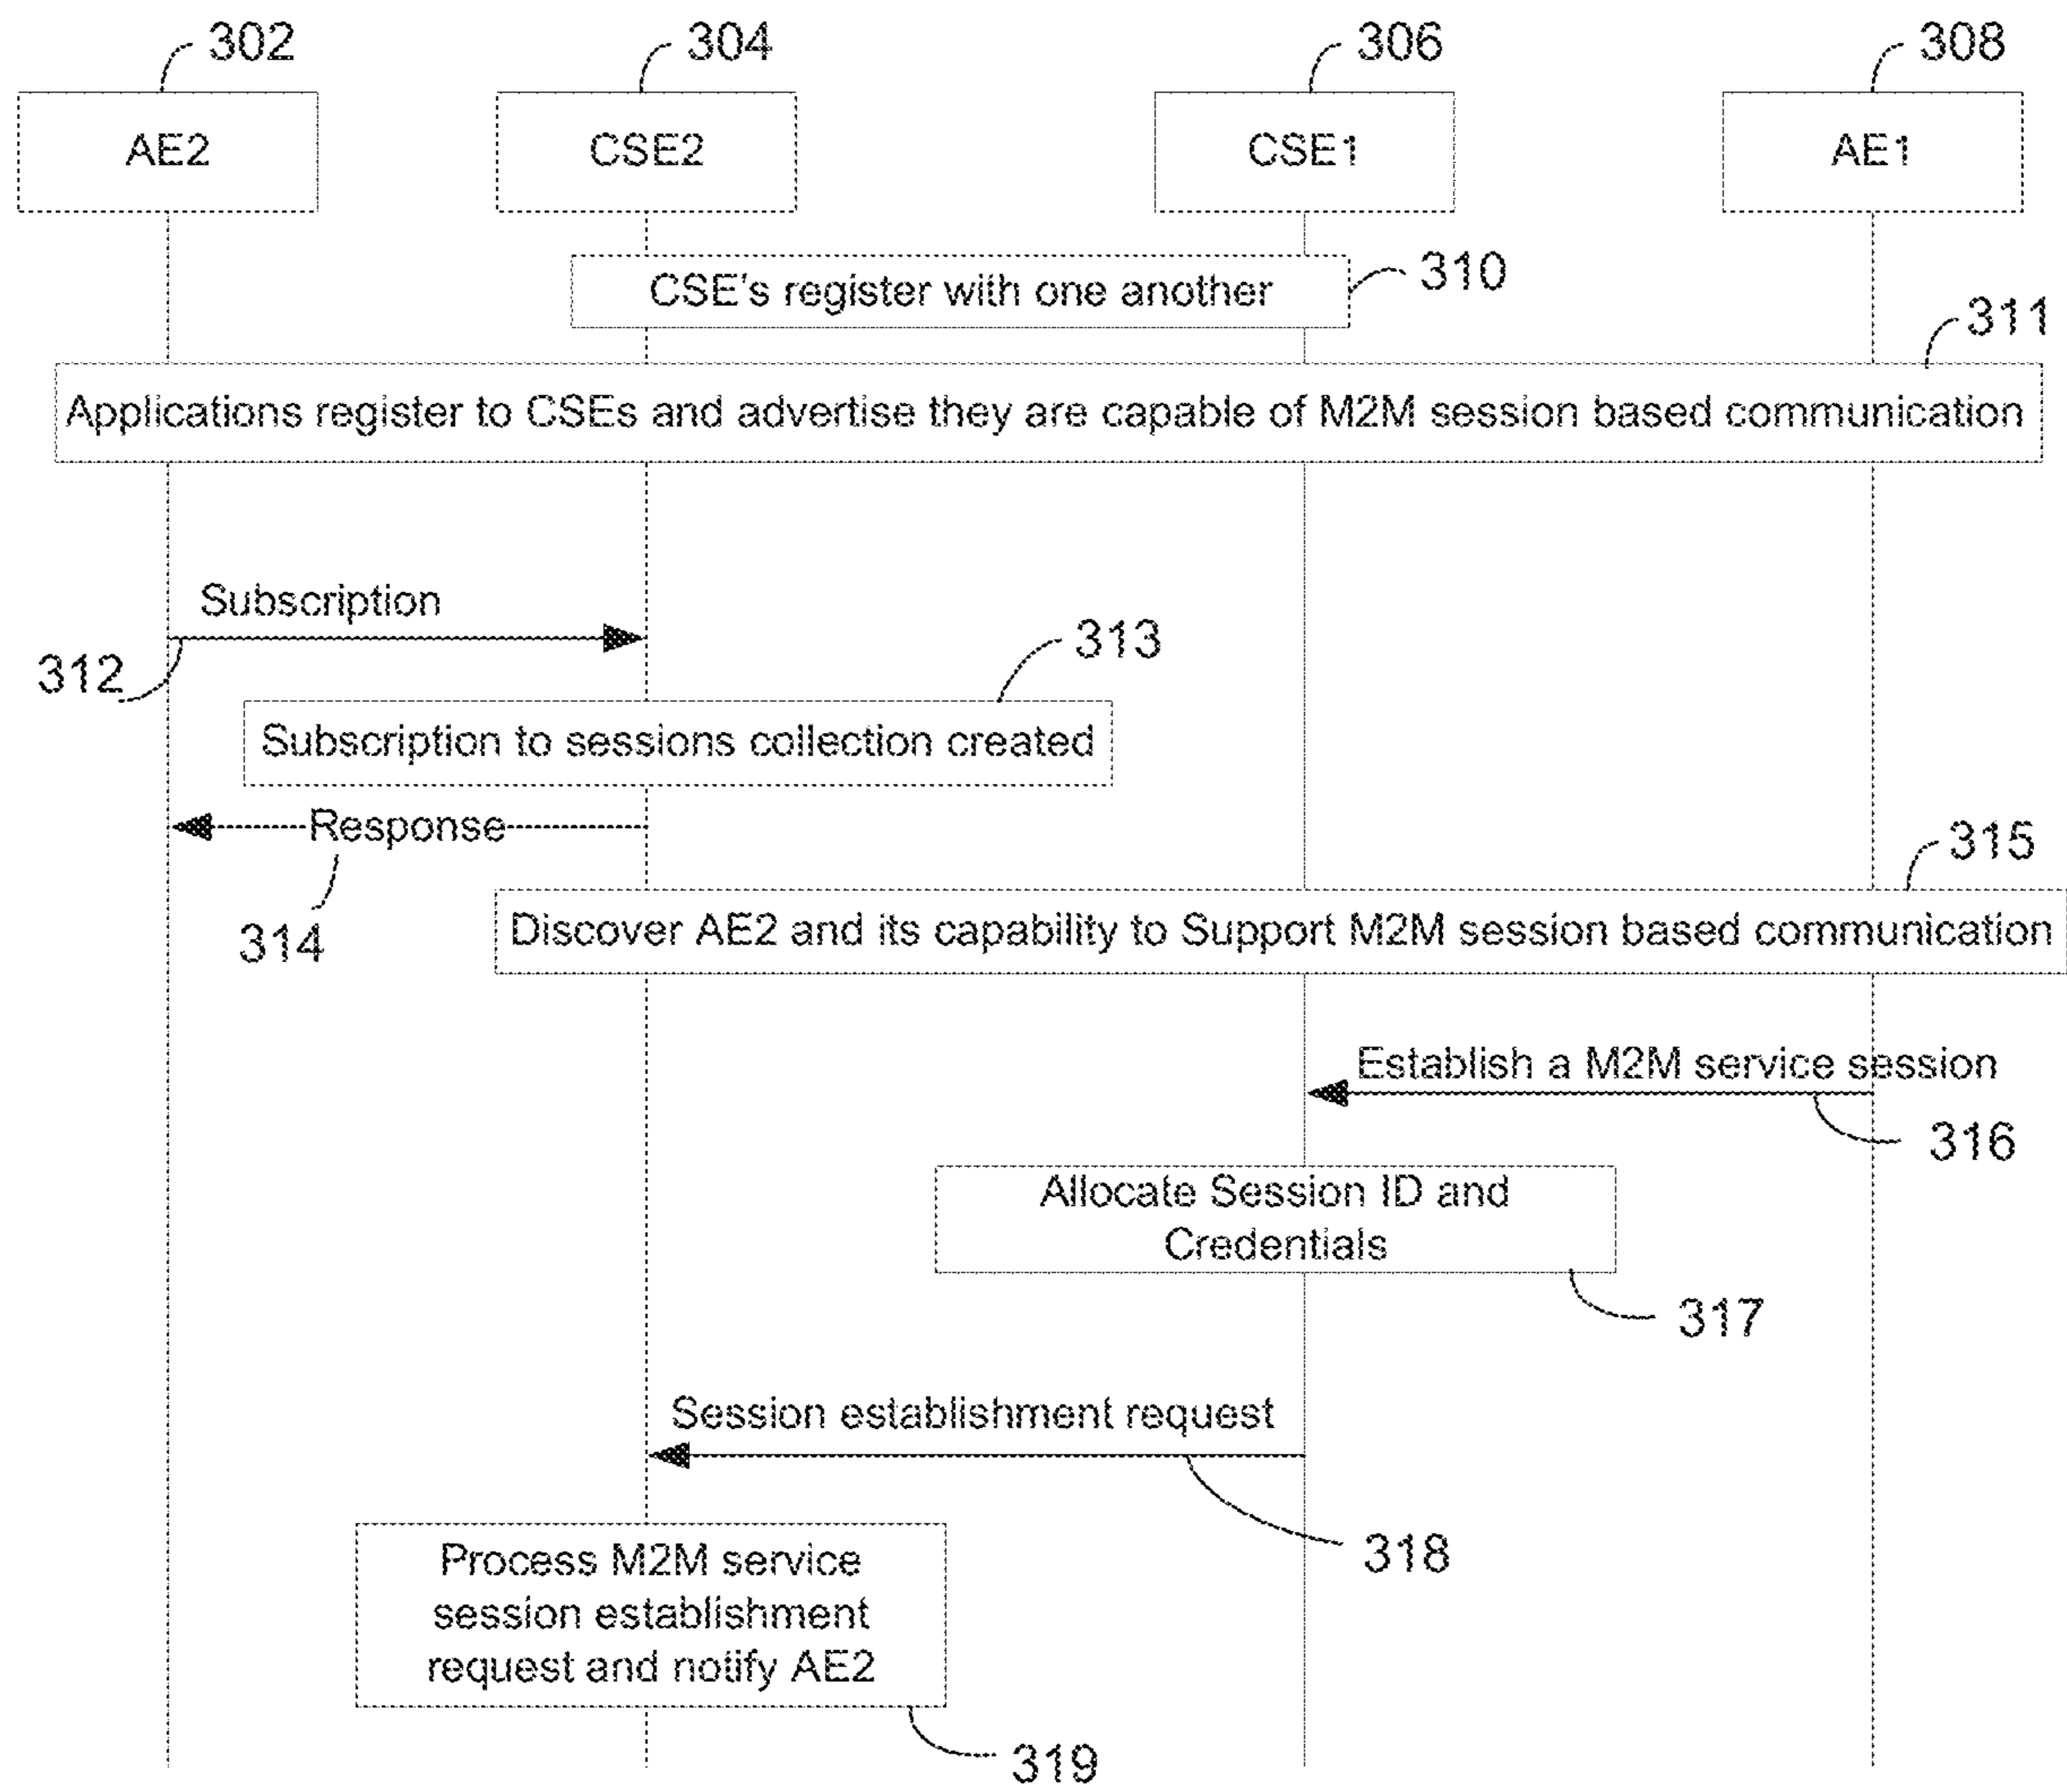 302
304
306
308
AE2
CSE2
CSE1
AE1
CSE's register with one another
310
311
Applications register to CSEs and advertise they are capable of M2M session based communication
Subscription
312
313
Subscription to sessions collection created
Response
314
315
Discover AE2 and its capability to Support M2M session based communication
Establish a M2M service session
316
Allocate Session ID and
Credentials
317
Session establishment request
318
Process M2M service
session establishment
request and notify AE2
319